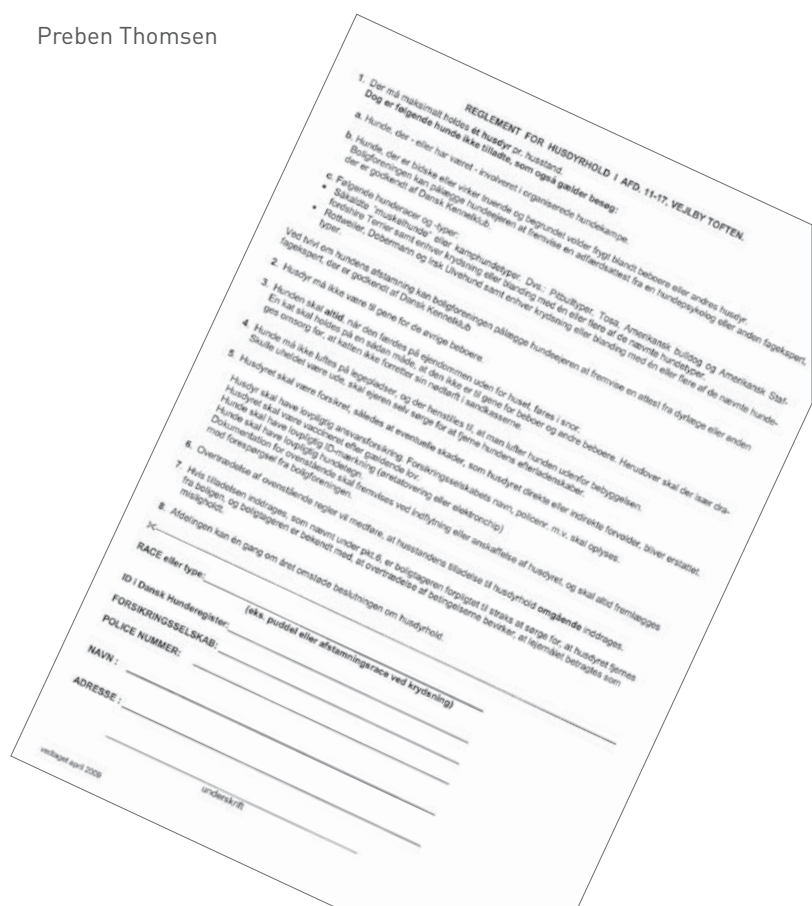 Preben Thomsen
REGLEMENT FOR HUSDYRHOLD I AFD. 11-17, VEJLBY TOFTEN.
1. Der må maksimalt holdes ét husdyr pr. husstand.
Dog er følgende hunde ikke tilladte, som også gælder besøg:
a. Hunde, der - eller har været - involveret i organiserede hundekampe.
b. Hunde, der er bidske eller virker truende og begrundet volder frygt blandt beboere eller andres husdyr.
Boligforeningen kan pålægge hundeejeren at fremvise en adfærdsattest fra en hundepsykolog eller anden fagekspert,
der er godkendt af Dansk Kennelklub.
c. Følgende hunderacer og -typer:
• Såkaldte "muskelhunde" eller kamphundetyper. Dvs.: Pitbulltyper, Tosa, Amerikansk bulldog og Amerikansk Staf-
fordshire Terrier samt enhver krydsning eller blanding med én eller flere af de nævnte hundetyper.
• Rottweiler, Dobermann og Irsk Ulvehund samt enhver krydsning eller blanding med én eller flere af de nævnte hunde-
typer.
Ved tvivl om hundens afstamning kan boligforeningen pålægge hundeejeren at fremvise en attest fra dyrlæge eller anden
fagekspert, der er godkendt af Dansk Kennelklub
2. Husdyr må ikke være til gene for de øvrige beboere.
3. Hunden skal altid, når den færdes på ejendommen uden for huset, føres i snor.
En kat skal holdes på en sådan måde, at den ikke er til gene for beboer og andre beboere. Herudover skal der især dra-
ges omsorg for, at katten ikke forretter sin nødtørft i sandkasserne.
4. Hunde må ikke luftes på legepladser, og der henstilles til, at man lufter hunden udenfor bebyggelsen.
Skulle uheldet være ude, skal ejeren selv sørge for at fjerne hundens efterladenskaber.
5. Husdyret skal være forsikret, således at eventuelle skader, som husdyret direkte eller indirekte forvolder, bliver erstattet.
Husdyr skal have lovpligtig ansvarsforsikring. Forsikringsselskabets navn, policenr. m.v. skal oplyses.
Husdyret skal være vaccineret efter gældende lov.
Hunde skal have lovpligtig ID-mærkning (øretatovering eller elektronchip)
Hunde skal have lovpligtig hundetegn.
Dokumentation for ovenstående skal fremvises ved indflytning eller anskaffelse af husdyret, og skal altid fremlægges
mod forespørgsel fra boligforeningen.
6. Overtrædelse af ovenstående regler vil medføre, at husstandens tilladelse til husdyrhold omgående inddrages.
7. Hvis tilladelsen inddrages, som nævnt under pkt.6, er boligtageren forpligtet til straks at sørge for, at husdyret fjernes
fra boligen, og boligtageren er bekendt med, at overtrædelse af betingelserne bevirker, at lejemålet betragtes som
misligholdt.
8. Afdelingen kan én gang om året omstøde beslutningen om husdyrhold.
RACE eller type:
(eks. puddel eller afstamningsrace ved krydsning)
ID i Dansk Hunderegister:
FORSIKRINGSSELSKAB:
POLICE NUMMER:
NAVN :
ADRESSE :
underskrift
vedtaget april 2009